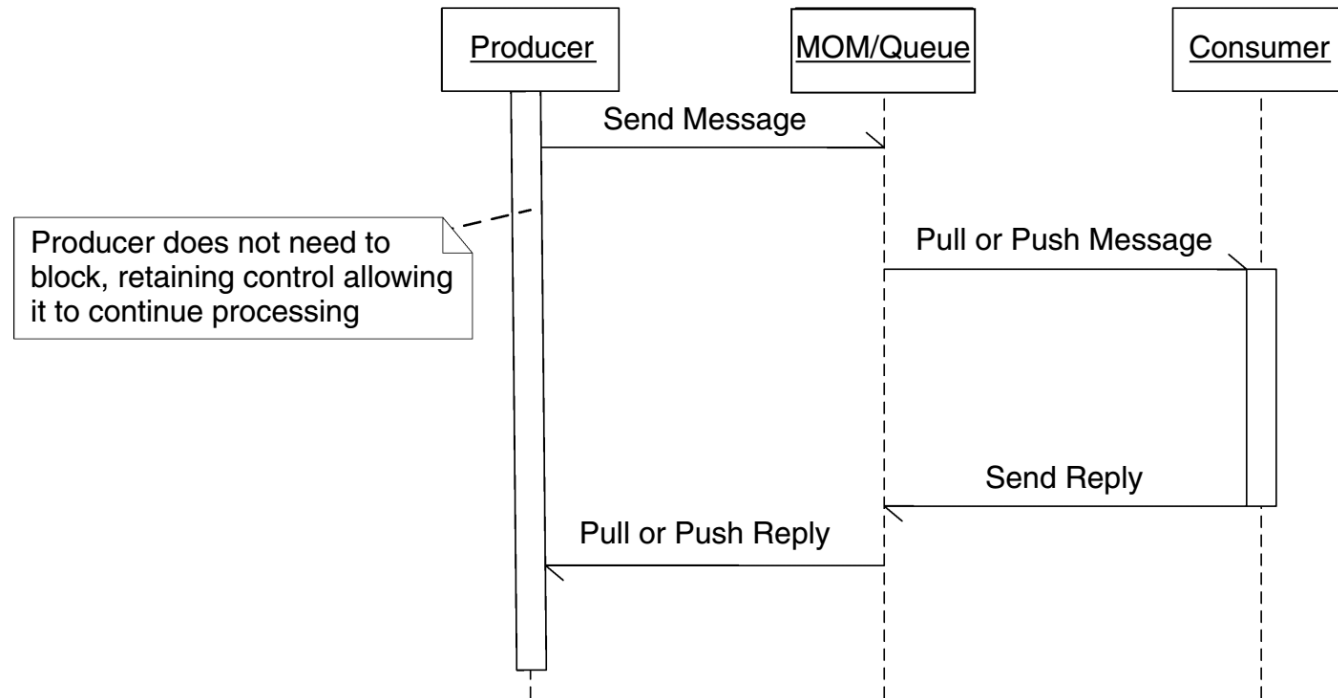 Producer
MOM/Queue
Consumer
Send Message
Producer does not need to
block, retaining control allowing
it to continue processing
Pull or Push Message
Send Reply
Pull or Push Reply